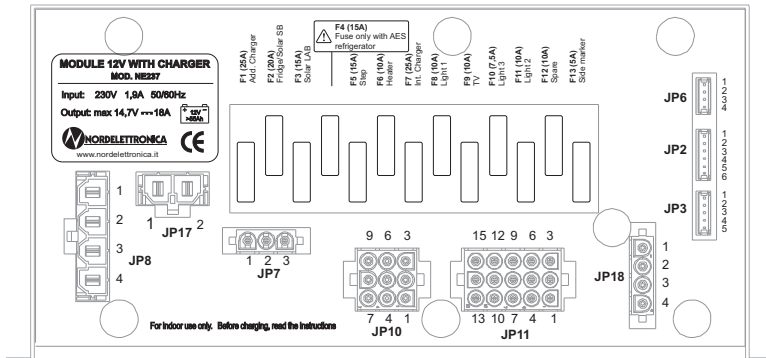 MODULE 12V WITH CHARGER
MOD. NE237
Input: 230V 1,9A 50/60Hz
Output: max 14,7V 18A
+ 12V -
>55Ah
NORDELETTRONICA
CE
www.nordelettronica.it
F1 (25A)
Add. Charger
F2 (20A)
Fridge/Solar SB
F3 (15A)
Solar LAB
F4 (15A)
Fuse only with AES
refrigerator
F5 (15A)
Step
F6 (10A)
Heater
F7 (25A)
Int. Charger
F8 (10A)
Light 1
F9 (10A)
TV
F10 (7,5A)
Light 3
F11 (10A)
Light 2
F12 (10A)
Spare
F13 (5A)
Side marker
JP6
1
2
3
4
JP2
1
2
3
4
5
6
JP3
1
2
3
4
5
JP8
1
2
3
4
1 2
JP17
1 2 3
JP7
9 6 3
7 4 1
JP10
15 12 9 6 3
13 10 7 4 1
JP11
JP18
1
2
3
4
For indoor use only. Before charging, read the instructions